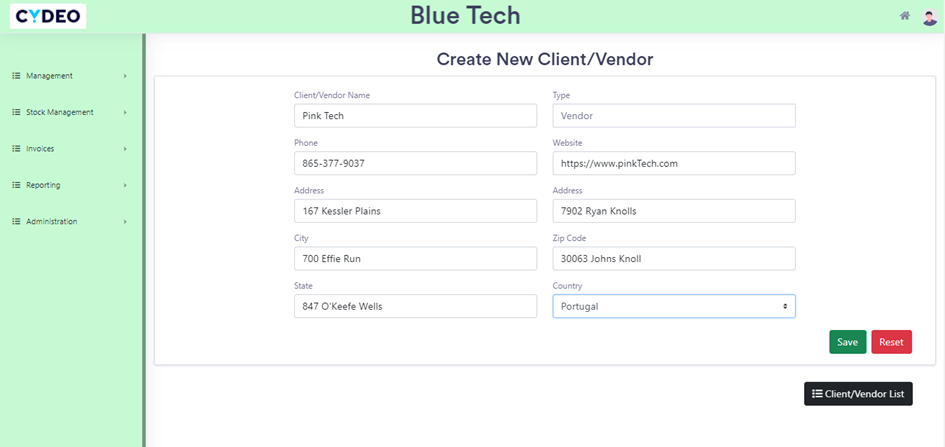 CYDEO
Blue Tech
Management
Stock Management
Invoices
Reporting
Administration
Create New Client/Vendor
Client/Vendor Name
Type
Pink Tech
Vendor
Phone
Website
865-377-9037
https://www.pinkTech.com
Address
Address
167 Kessler Plains
7902 Ryan Knolls
City
Zip Code
700 Effie Run
30063 Johns Knoll
State
Country
847 O'Keefe Wells
Portugal
Save
Reset
Client/Vendor List